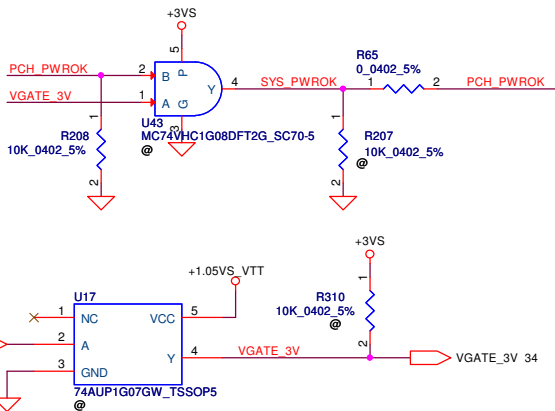 +3VS
5
PCH_PWROK
2
B
P
VGATE_3V
1
A
G
Y
4
SYS_PWROK
R65
0_0402_5%
1
2
PCH_PWROK
3
U43
MC74VHC1G08DFT2G_SC70-5
@
1
R208
10K_0402_5%
2
1
R207
10K_0402_5%
@
2
+3VS
+1.05VS_VTT
U17
1
NC
VCC
5
2
A
3
GND
Y
4
VGATE_3V
74AUP1G07GW_TSSOP5
@
1
R310
10K_0402_5%
@
2
VGATE_3V 34